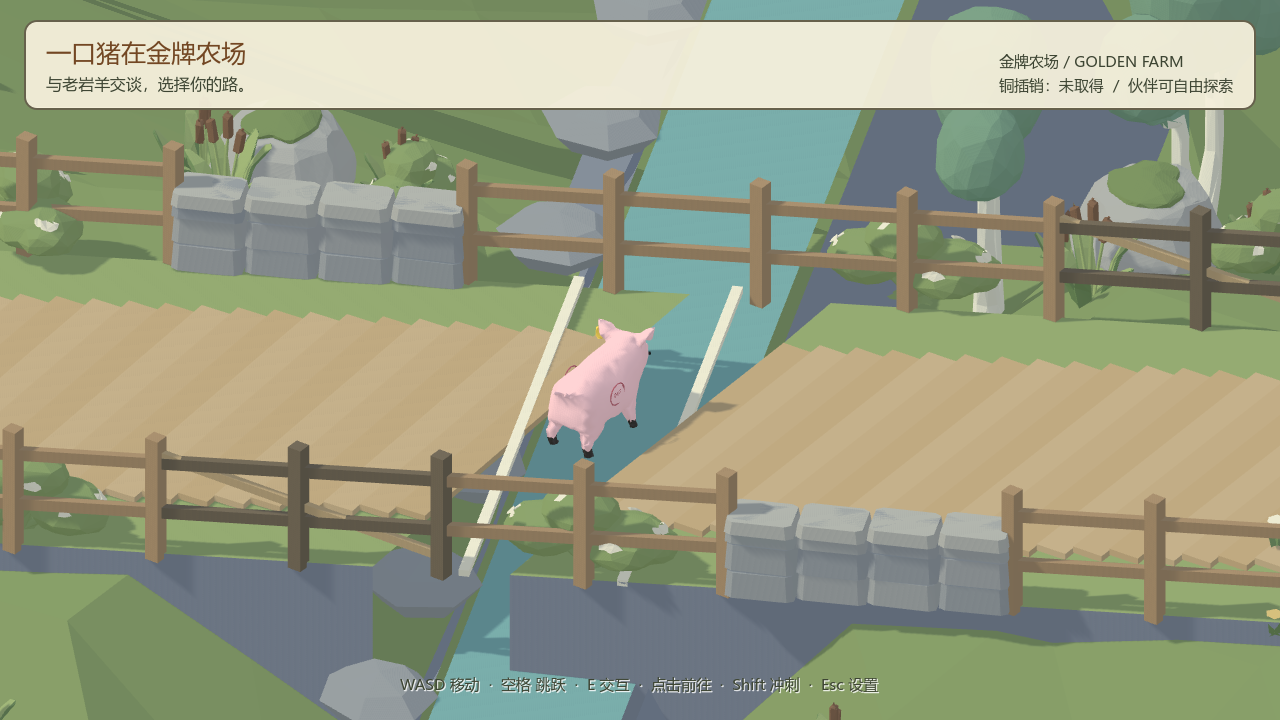 一口猪在金牌农场
与老岩羊交谈，选择你的路。
金牌农场 / GOLDEN FARM
铜插销：未取得 / 伙伴可自由探索
WASD 移动 · 空格 跳跃 · E 交互 · 点击前往 · Shift 冲刺 · Esc 设置